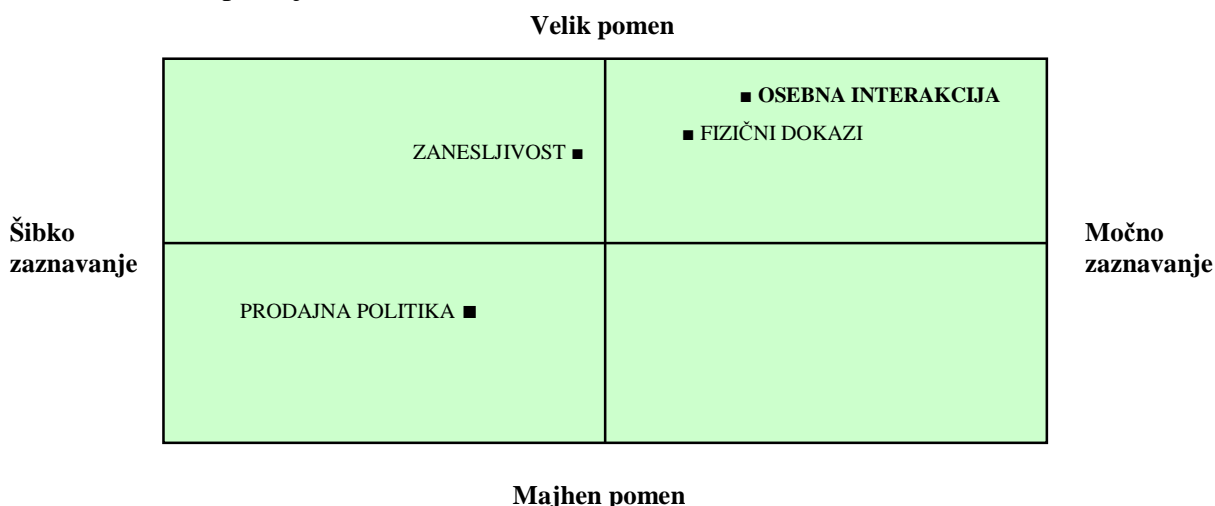 Velik pomen
■ OSEBNA INTERAKCIJA
■ FIZIČNI DOKAZI
ZANESLJIVOST ■
Šibko
zaznavanje
Močno
zaznavanje
PRODAJNA POLITIKA ■
Majhen pomen